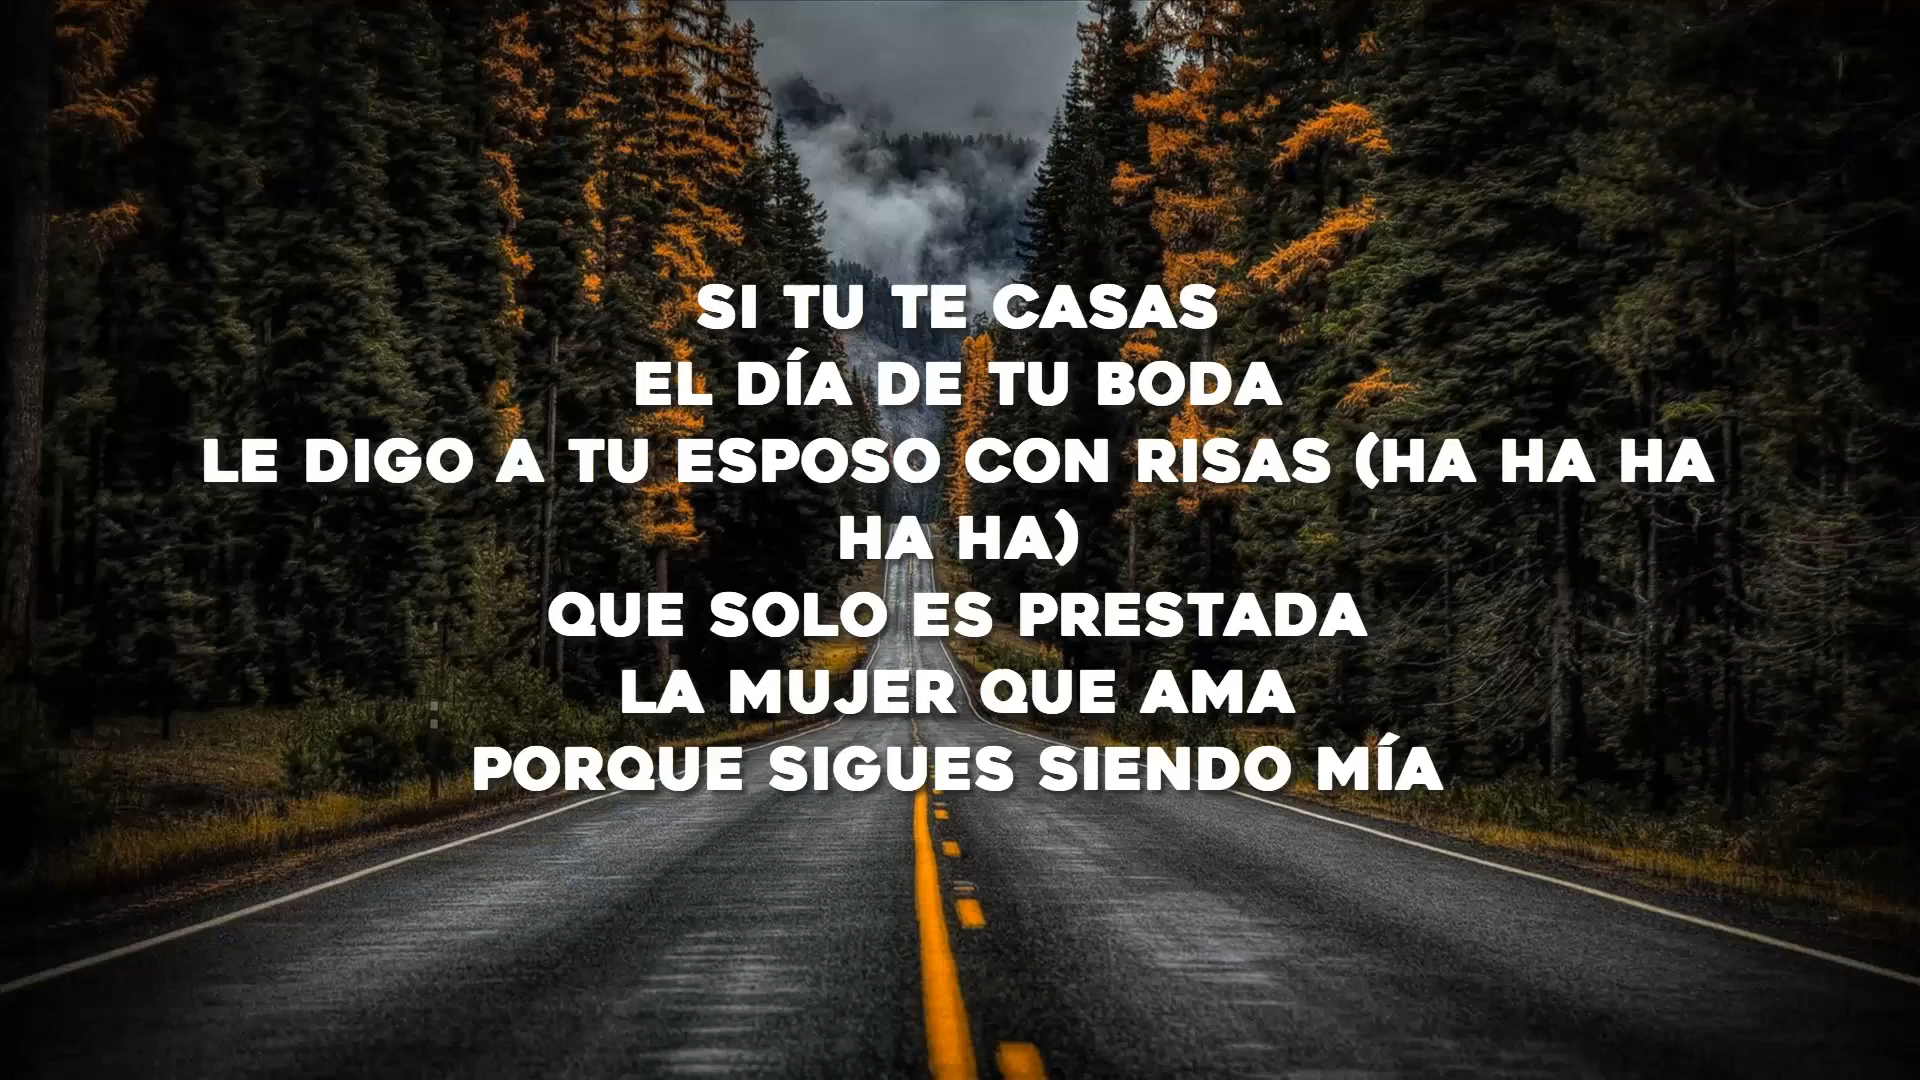 SI TU TE CASAS
EL DÍA DE TU BODA
LE DIGO A TU ESPOSO CON RISAS (HA HA HA
HA HA)
QUE SOLO ES PRESTADA
LA MUJER QUE AMA
PORQUE SIGUES SIENDO MÍA